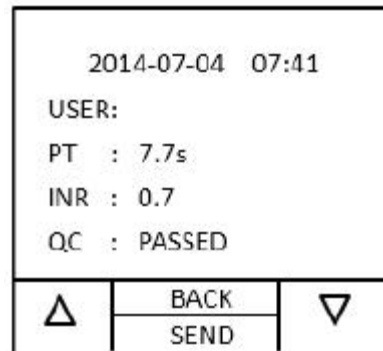 2014-07-04 07:41
USER:
PT : 7.7s
INR : 0.7
QC : PASSED
BACK
SEND